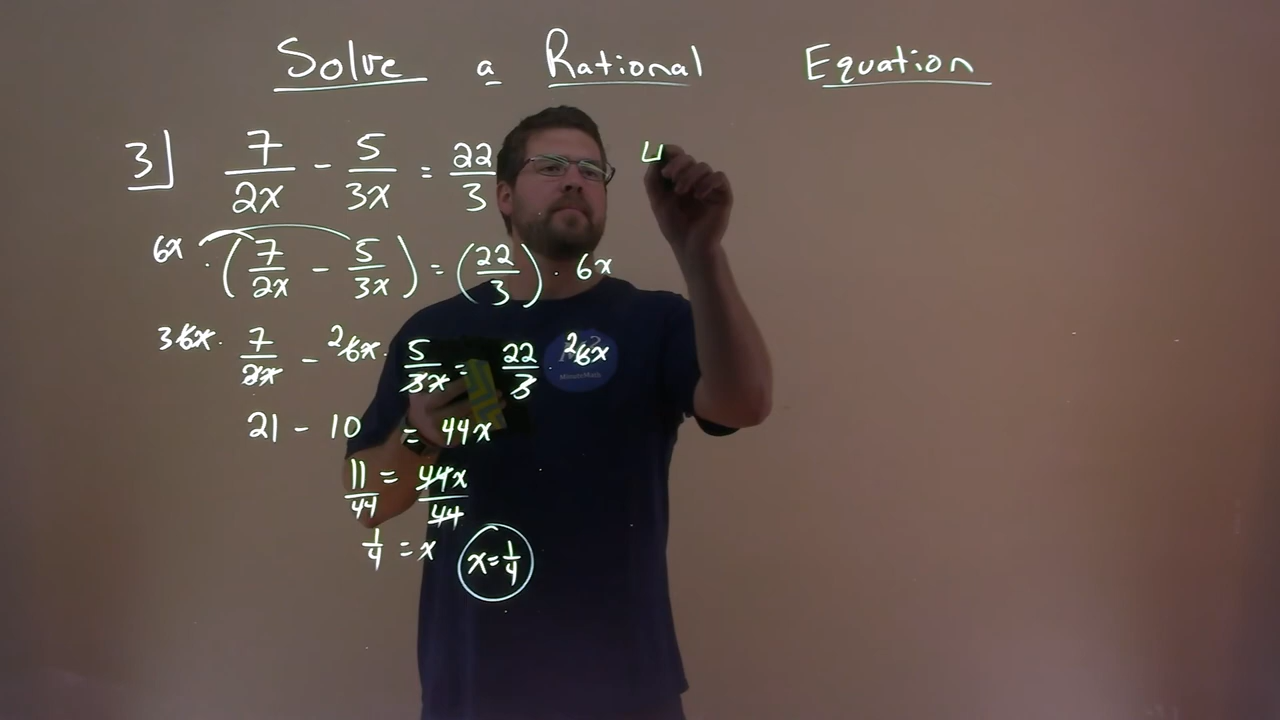 Solve a Rational Equation
3] 7/2x - 5/3x = 22/3
4
6x · (7/2x - 5/3x) = (22/3) · 6x
3 6x · 7/2x - 2 6x · 5/3x = 22/3 · 2 6x
MinuteMath
21 - 10 = 44x
11/44 = 44x/44
1/4 = x
x = 1/4